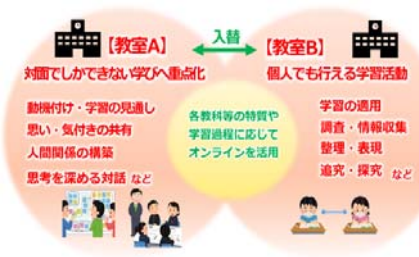 【教室A】
入替
【教室B】
対面でしかできない学びへ重点化
個人でも行える学習活動
動機付け・学習の見通し
思い・気付きの共有
人間関係の構築
思考を深める対話 など
各教科等の特質や
学習過程に応じて
オンラインを活用
学習の適用
調査・情報収集
整理・表現
追究・探究 など